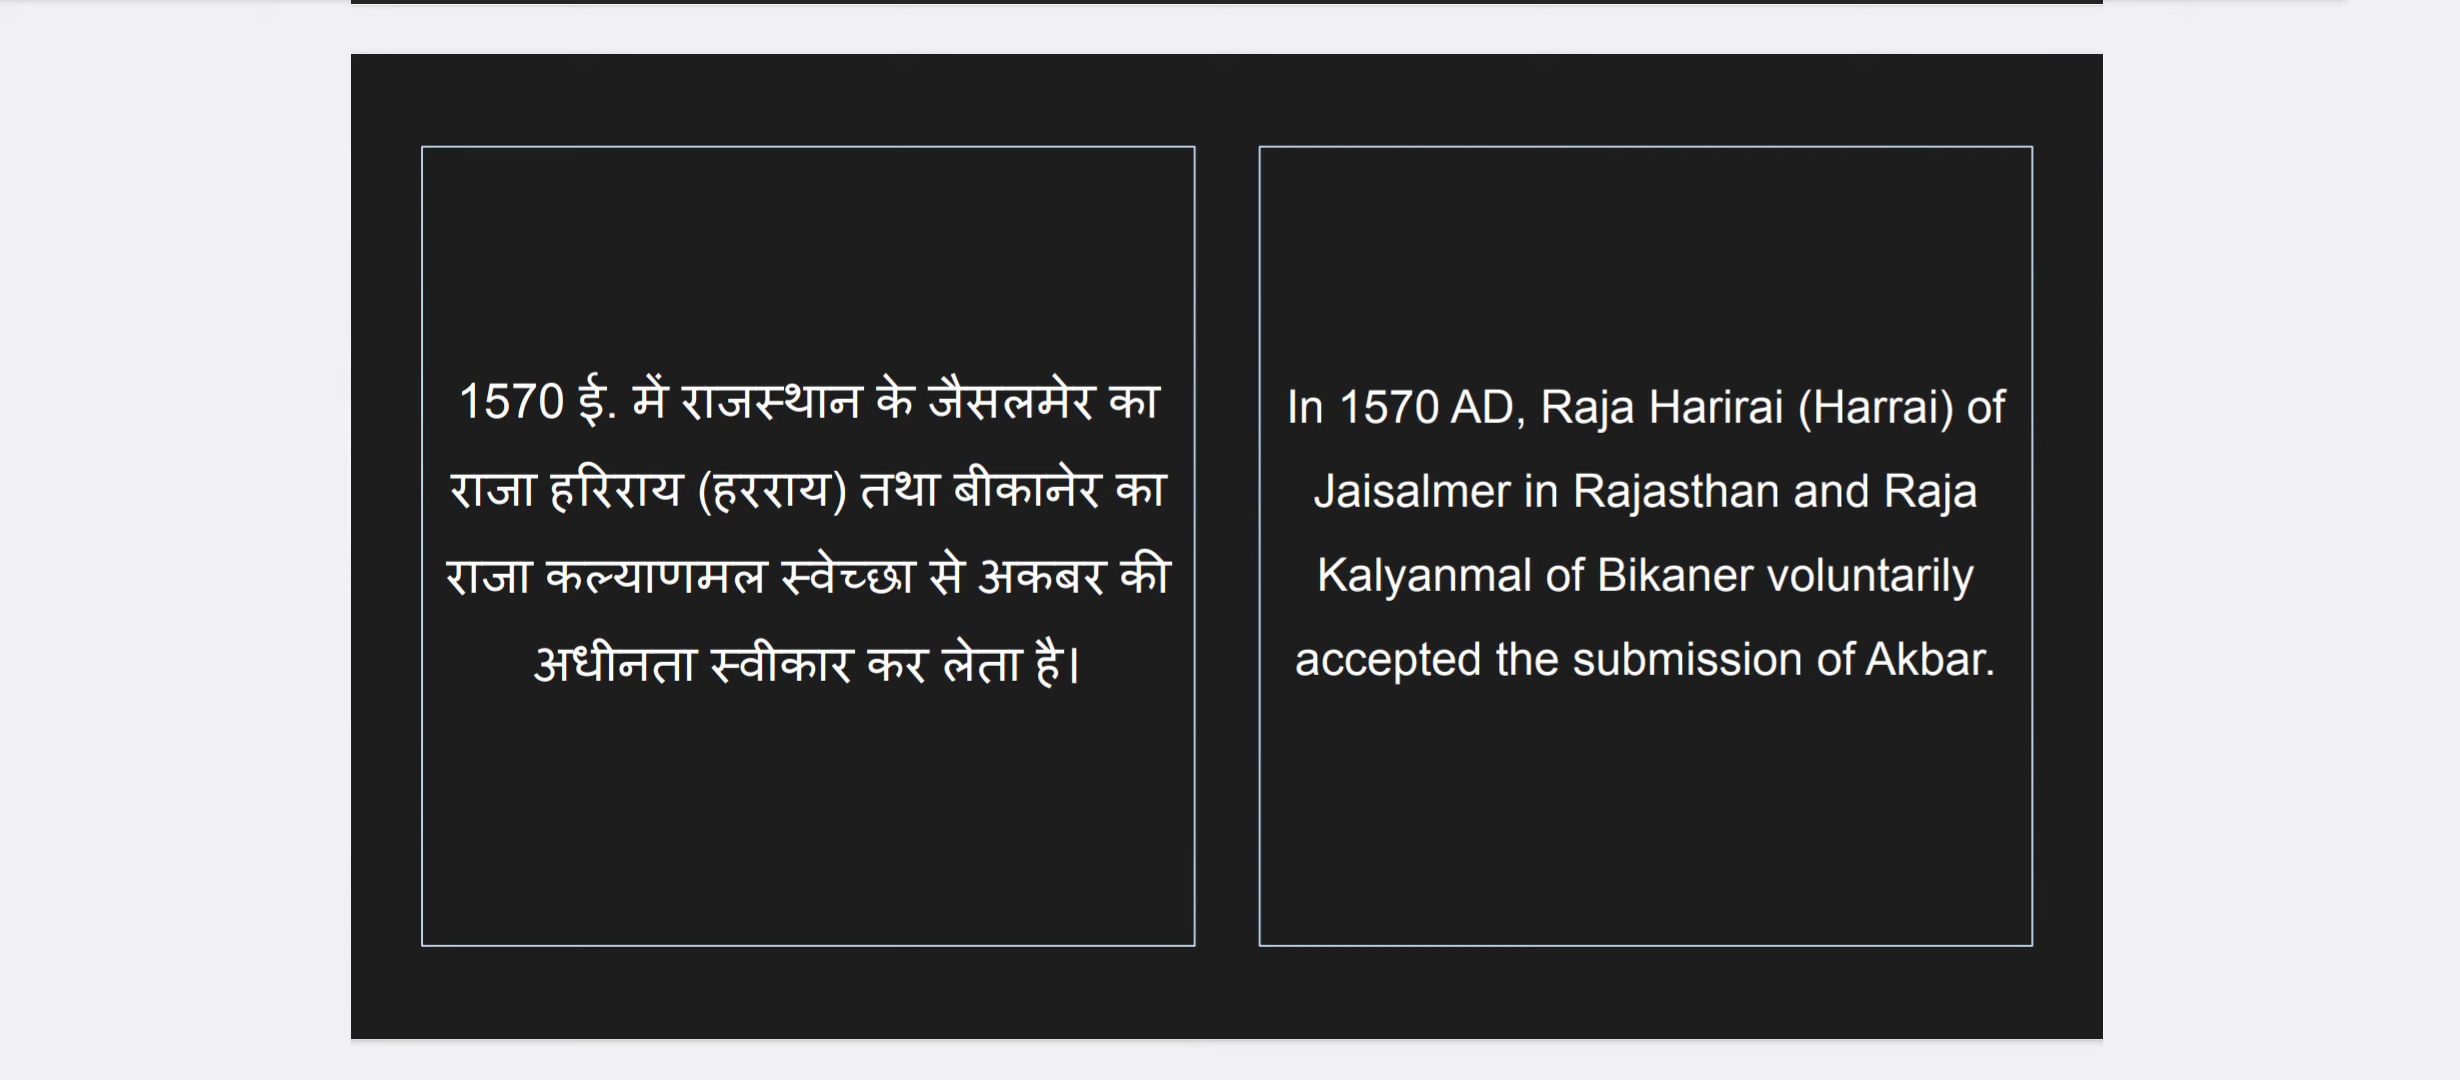 1570 ई. में राजस्थान के जैसलमेर का
राजा हरिराय (हरराय) तथा बीकानेर का
राजा कल्याणमल स्वेच्छा से अकबर की
अधीनता स्वीकार कर लेता है।
In 1570 AD, Raja Harirai (Harrai) of
Jaisalmer in Rajasthan and Raja
Kalyanmal of Bikaner voluntarily
accepted the submission of Akbar.